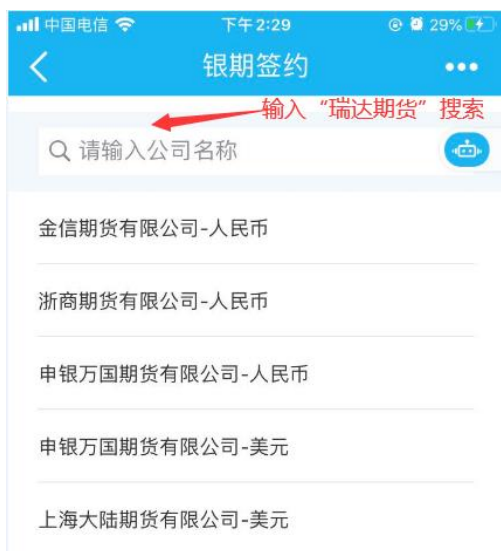 中国电信 下午2:29 29%
银期签约
输入“瑞达期货”搜索
请输入公司名称
金信期货有限公司-人民币
浙商期货有限公司-人民币
申银万国期货有限公司-人民币
申银万国期货有限公司-美元
上海大陆期货有限公司-美元